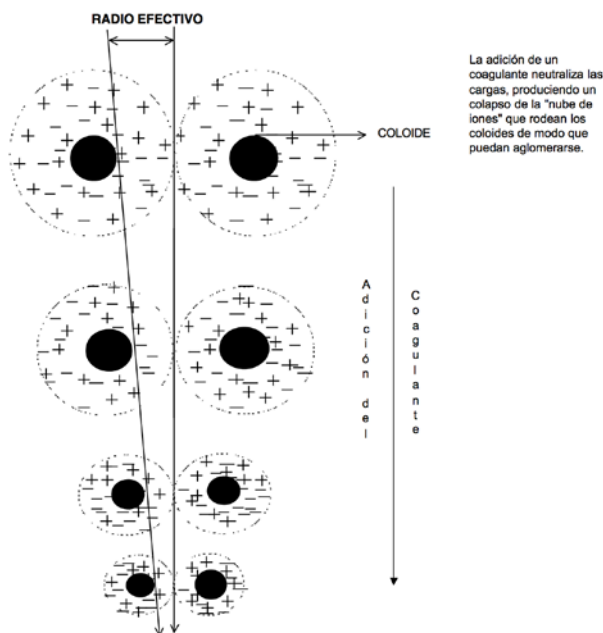 RADIO EFECTIVO
La adición de un
coagulante neutraliza las
cargas, produciendo un
colapso de la "nube de
iones" que rodean los
coloides de modo que
puedan aglomerarse.
COLOIDE
Adición del
Coagulante